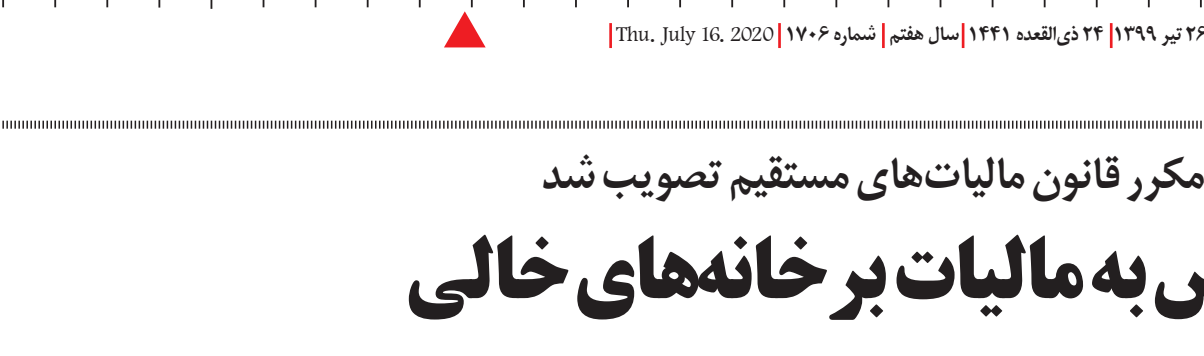 ۲۶ تیر ۱۳۹۹| ۲۴ ذی‌القعده ۱۴۴۱ |سال هفتم | شماره ۱۷۰۶ | Thu. July 16. 2020 |
مکرر قانون مالیات‌های مستقیم تصویب شد
به مالیات بر خانه‌های خالی